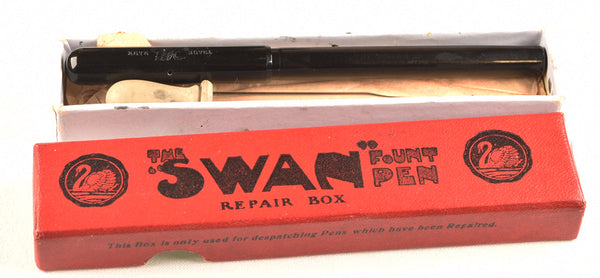 THE "SWAN" FOUNT PEN
REPAIR BOX
This Box is only used for despatching Pens which have been Repaired.